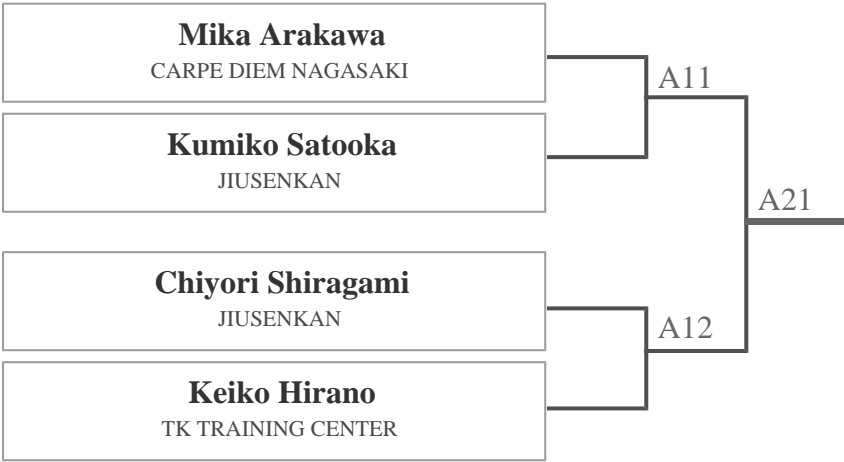 Mika Arakawa
CARPE DIEM NAGASAKI
A11
Kumiko Satooka
JIUSENKAN
A21
Chiyori Shiragami
JIUSENKAN
A12
Keiko Hirano
TK TRAINING CENTER